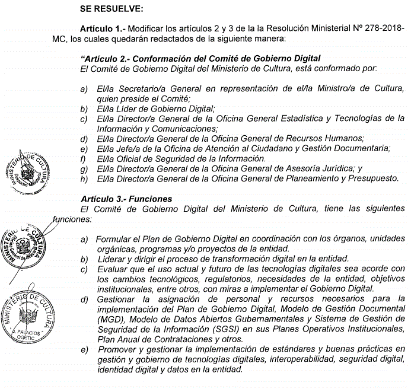 SE RESUELVE:
Artículo 1.- Modificar los artículos 2 y 3 de la la Resolución Ministerial Nº 278-2018-
MC, los cuales quedarán redactados de la siguiente manera:
“Artículo 2.- Conformación del Comité de Gobierno Digital
El Comité de Gobierno Digital del Ministerio de Cultura, está conformado por:
a) El/la Secretario/a General en representación de el/la Ministro/a de Cultura,
quien preside el Comité;
b) El/la Líder de Gobierno Digital;
c) El/la Director/a General de la Oficina General Estadística y Tecnologías de la
Información y Comunicaciones;
d) El/la Director/a General de la Oficina General de Recursos Humanos;
e) El/la Jefe/a de la Oficina de Atención al Ciudadano y Gestión Documentaria;
f) El/la Oficial de Seguridad de la Información.
g) El/la Director/a General de la Oficina General de Asesoría Jurídica; y
h) El/la Director/a General de la Oficina General de Planeamiento y Presupuesto.
Artículo 3.- Funciones
El Comité de Gobierno Digital del Ministerio de Cultura, tiene las siguientes
funciones:
a) Formular el Plan de Gobierno Digital en coordinación con los órganos, unidades
orgánicas, programas y/o proyectos de la entidad.
b) Liderar y dirigir el proceso de transformación digital en la entidad.
c) Evaluar que el uso actual y futuro de las tecnologías digitales sea acorde con
los cambios tecnológicos, regulatorios, necesidades de la entidad, objetivos
institucionales, entre otros, con miras a implementar el Gobierno Digital.
d) Gestionar la asignación de personal y recursos necesarios para la
implementación del Plan de Gobierno Digital, Modelo de Gestión Documental
(MGD), Modelo de Datos Abiertos Gubernamentales y Sistema de Gestión de
Seguridad de la Información (SGSI) en sus Planes Operativos Institucionales,
Plan Anual de Contrataciones y otros.
e) Promover y gestionar la implementación de estándares y buenas prácticas en
gestión y gobierno de tecnologías digitales, interoperabilidad, seguridad digital,
identidad digital y datos en la entidad.
MINISTERIO DE CULTURA